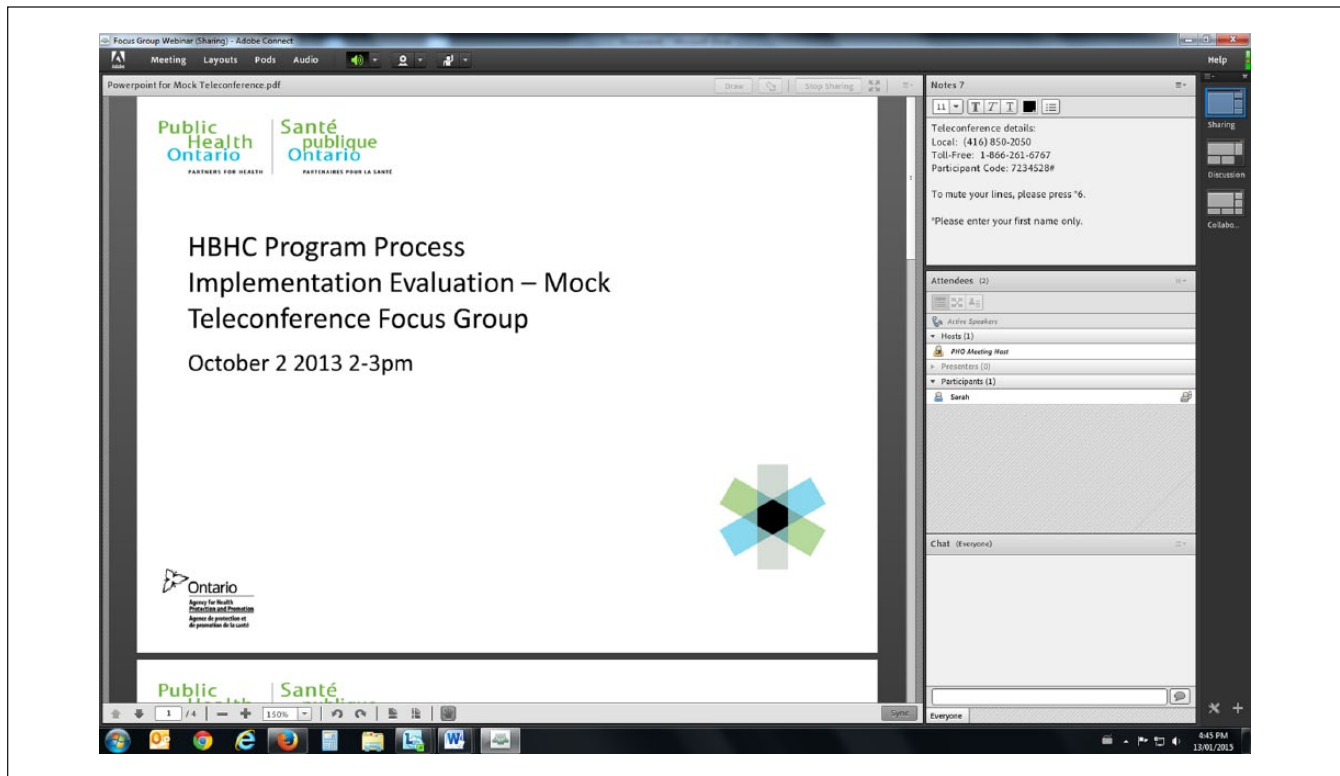 Focus Group Webinar (Sharing) - Adobe Connect
Adobe
Meeting Layouts Pods Audio
Help
Powerpoint for Mock Teleconference.pdf
Draw
Stop Sharing
Public
Health
Ontario
PARTNERS FOR HEALTH
Santé
publique
Ontario
PARTENAIRES POUR LA SANTÉ
HBHC Program Process
Implementation Evaluation – Mock
Teleconference Focus Group
October 2 2013 2-3pm
Ontario
Agency for Health
Protection and Promotion
Agence de protection et
de promotion de la santé
Public
Health
Santé
publique
1 / 4
150%
Sync
Notes 7
11 T T T
Teleconference details:
Local: (416) 850-2050
Toll-Free: 1-866-261-6767
Participant Code: 7234528#
To mute your lines, please press *6.
*Please enter your first name only.
Attendees (2)
Active Speakers
Hosts (1)
PHO Meeting Host
Presenters (0)
Participants (1)
Sarah
Chat (Everyone)
Everyone
Sharing
Discussion
Collabo...
4:45 PM
13/01/2015